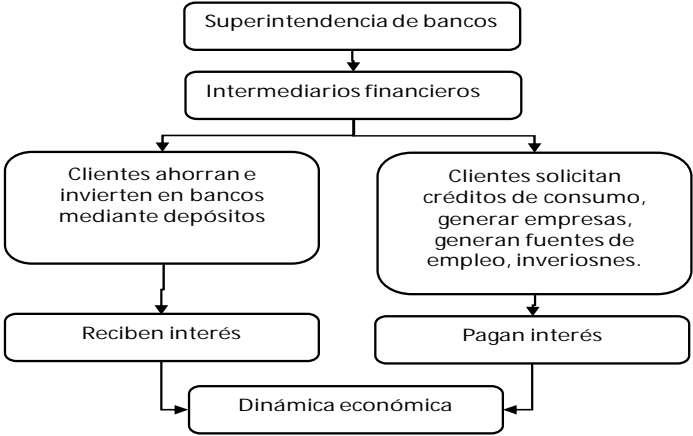 Superintendencia de bancos
Intermediarios financieros
Clientes ahorran e
invierten en bancos
mediante depósitos
Clientes solicitan
créditos de consumo,
generar empresas,
generan fuentes de
empleo, inveriosnes.
Reciben interés
Pagan interés
Dinámica económica